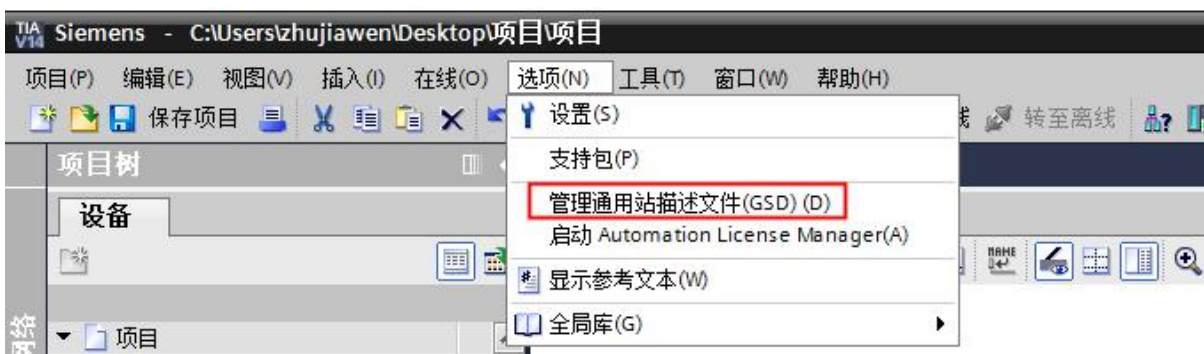 TIA V14 Siemens - C:\Users\zhujiawen\Desktop\项目\项目
项目(P) 编辑(E) 视图(V) 插入(I) 在线(O) 选项(N) 工具(T) 窗口(W) 帮助(H)
保存项目
设置(S)
转至离线
支持包(P)
项目树
管理通用站描述文件(GSD) (D)
设备
启动 Automation License Manager(A)
NAME
显示参考文本(W)
全局库(G)
项目
网络